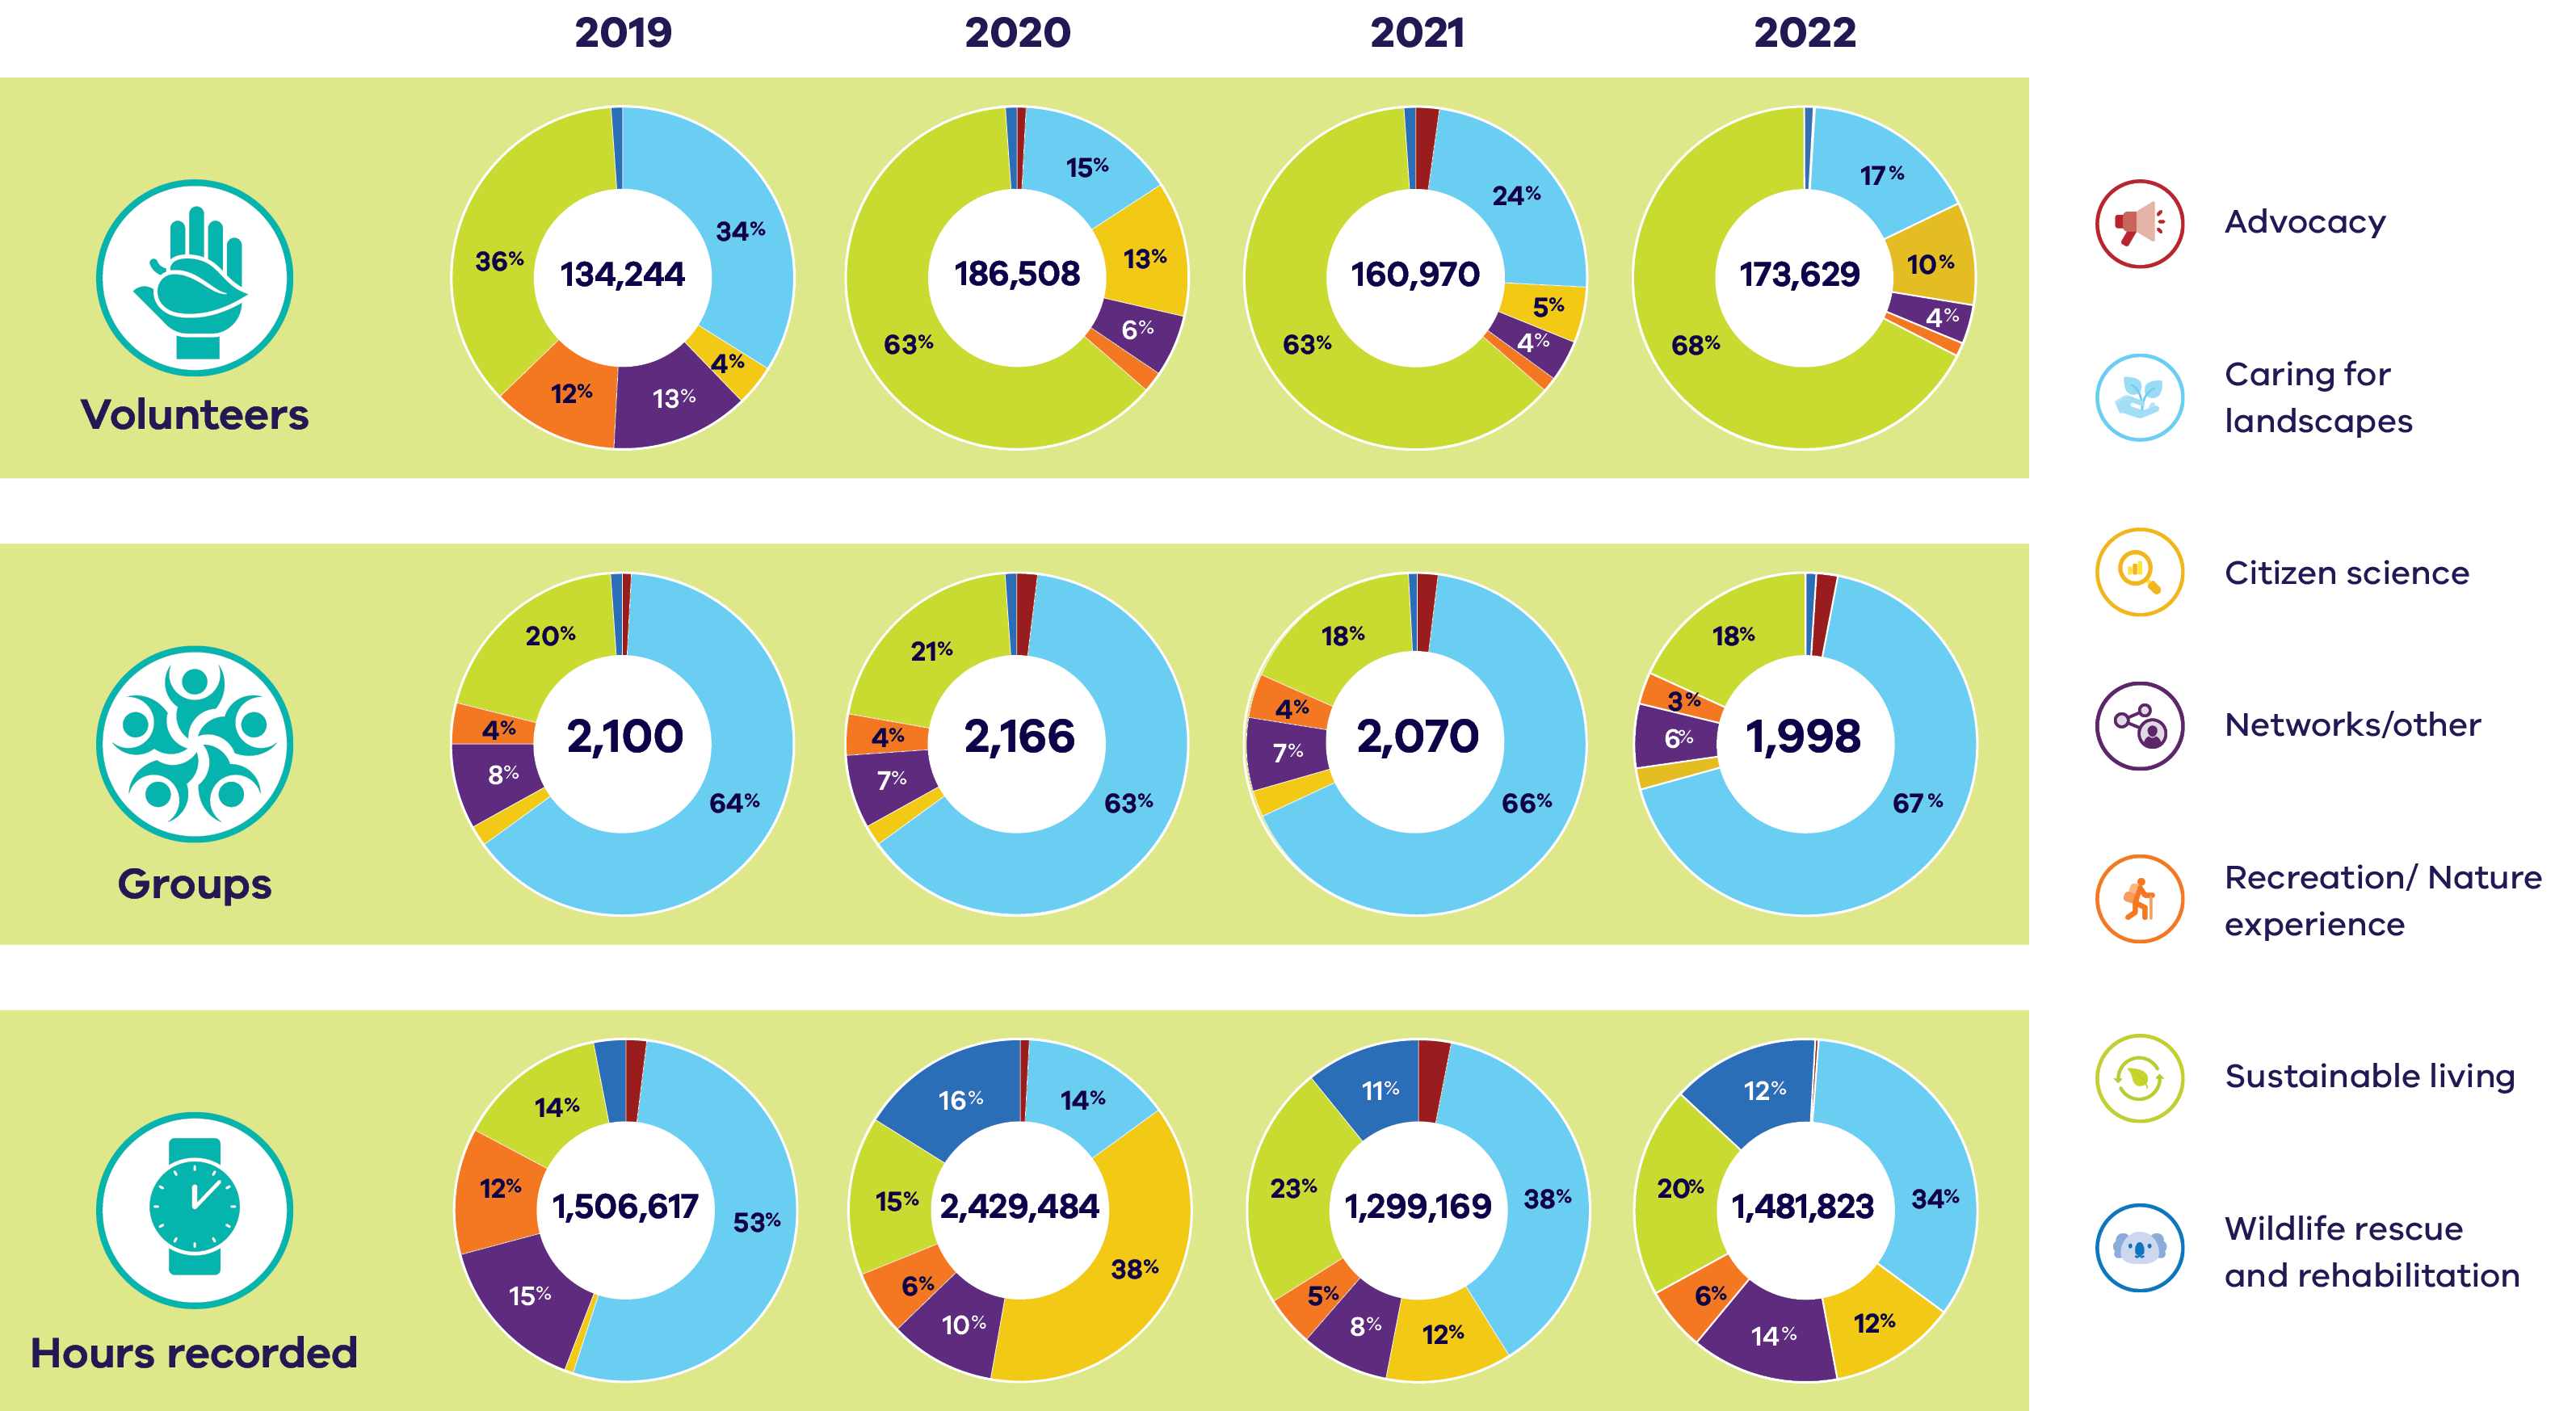 2019 2020 2021 2022
Volunteers
36% 34% 12% 13% 4%
134,244
15% 13% 6% 63%
186,508
24% 5% 4% 63%
160,970
17% 10% 4% 68%
173,629
Groups
20% 4% 8% 64%
2,100
21% 4% 7% 63%
2,166
18% 4% 7% 66%
2,070
18% 3% 6% 67%
1,998
Hours recorded
14% 12% 15% 53%
1,506,617
16% 14% 15% 6% 10% 38%
2,429,484
11% 23% 5% 8% 12% 38%
1,299,169
12% 20% 6% 14% 12% 34%
1,481,823
Advocacy
Caring for
landscapes
Citizen science
Networks/other
Recreation/ Nature
experience
Sustainable living
Wildlife rescue
and rehabilitation